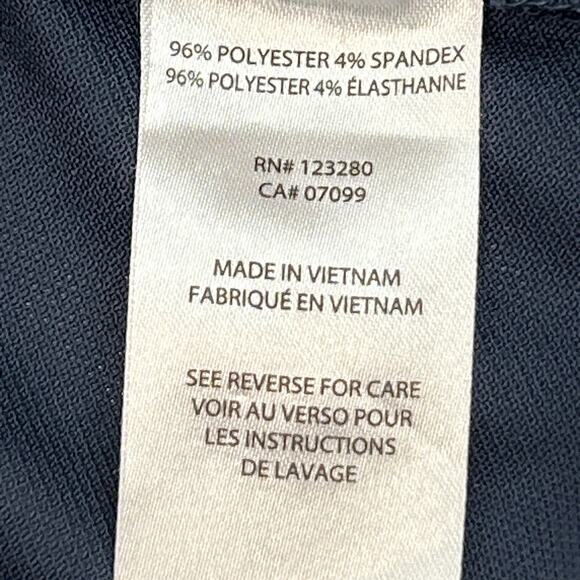 96% POLYESTER 4% SPANDEX
96% POLYESTER 4% ÉLASTHANNE
RN# 123280
CA# 07099
MADE IN VIETNAM
FABRIQUÉ EN VIETNAM
SEE REVERSE FOR CARE
VOIR AU VERSO POUR
LES INSTRUCTIONS
DE LAVAGE